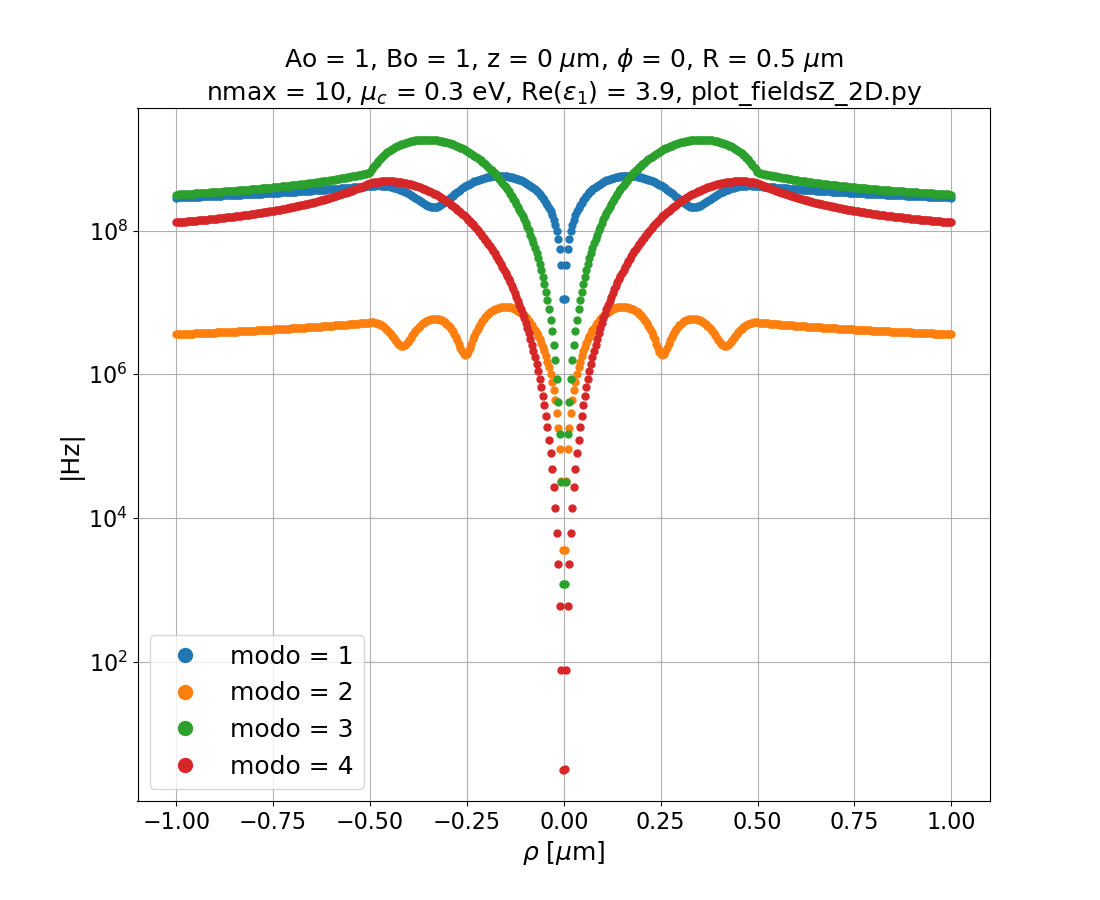 Ao = 1, Bo = 1, z = 0 μm, ϕ = 0, R = 0.5 μm
nmax = 10, μc = 0.3 eV, Re(ε1) = 3.9, plot_fieldsZ_2D.py
|Hz|
10^8
10^6
10^4
10^2
modo = 1
modo = 2
modo = 3
modo = 4
−1.00 −0.75 −0.50 −0.25 0.00 0.25 0.50 0.75 1.00
ρ [μm]